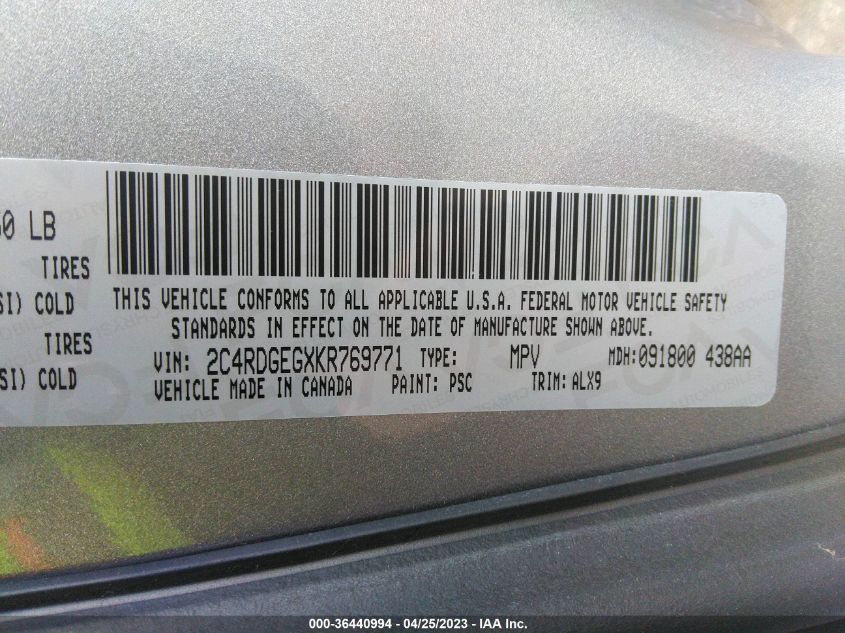 50 LB
TIRES
SI) COLD
TIRES
SI) COLD
THIS VEHICLE CONFORMS TO ALL APPLICABLE U.S.A. FEDERAL MOTOR VEHICLE SAFETY
STANDARDS IN EFFECT ON THE DATE OF MANUFACTURE SHOWN ABOVE.
VIN: 2C4RDGEGXKR769771 TYPE: MPV MDH:091800 438AA
VEHICLE MADE IN CANADA PAINT: PSC TRIM: ALX9
000-36440994 - 04/25/2023 - IAA Inc.